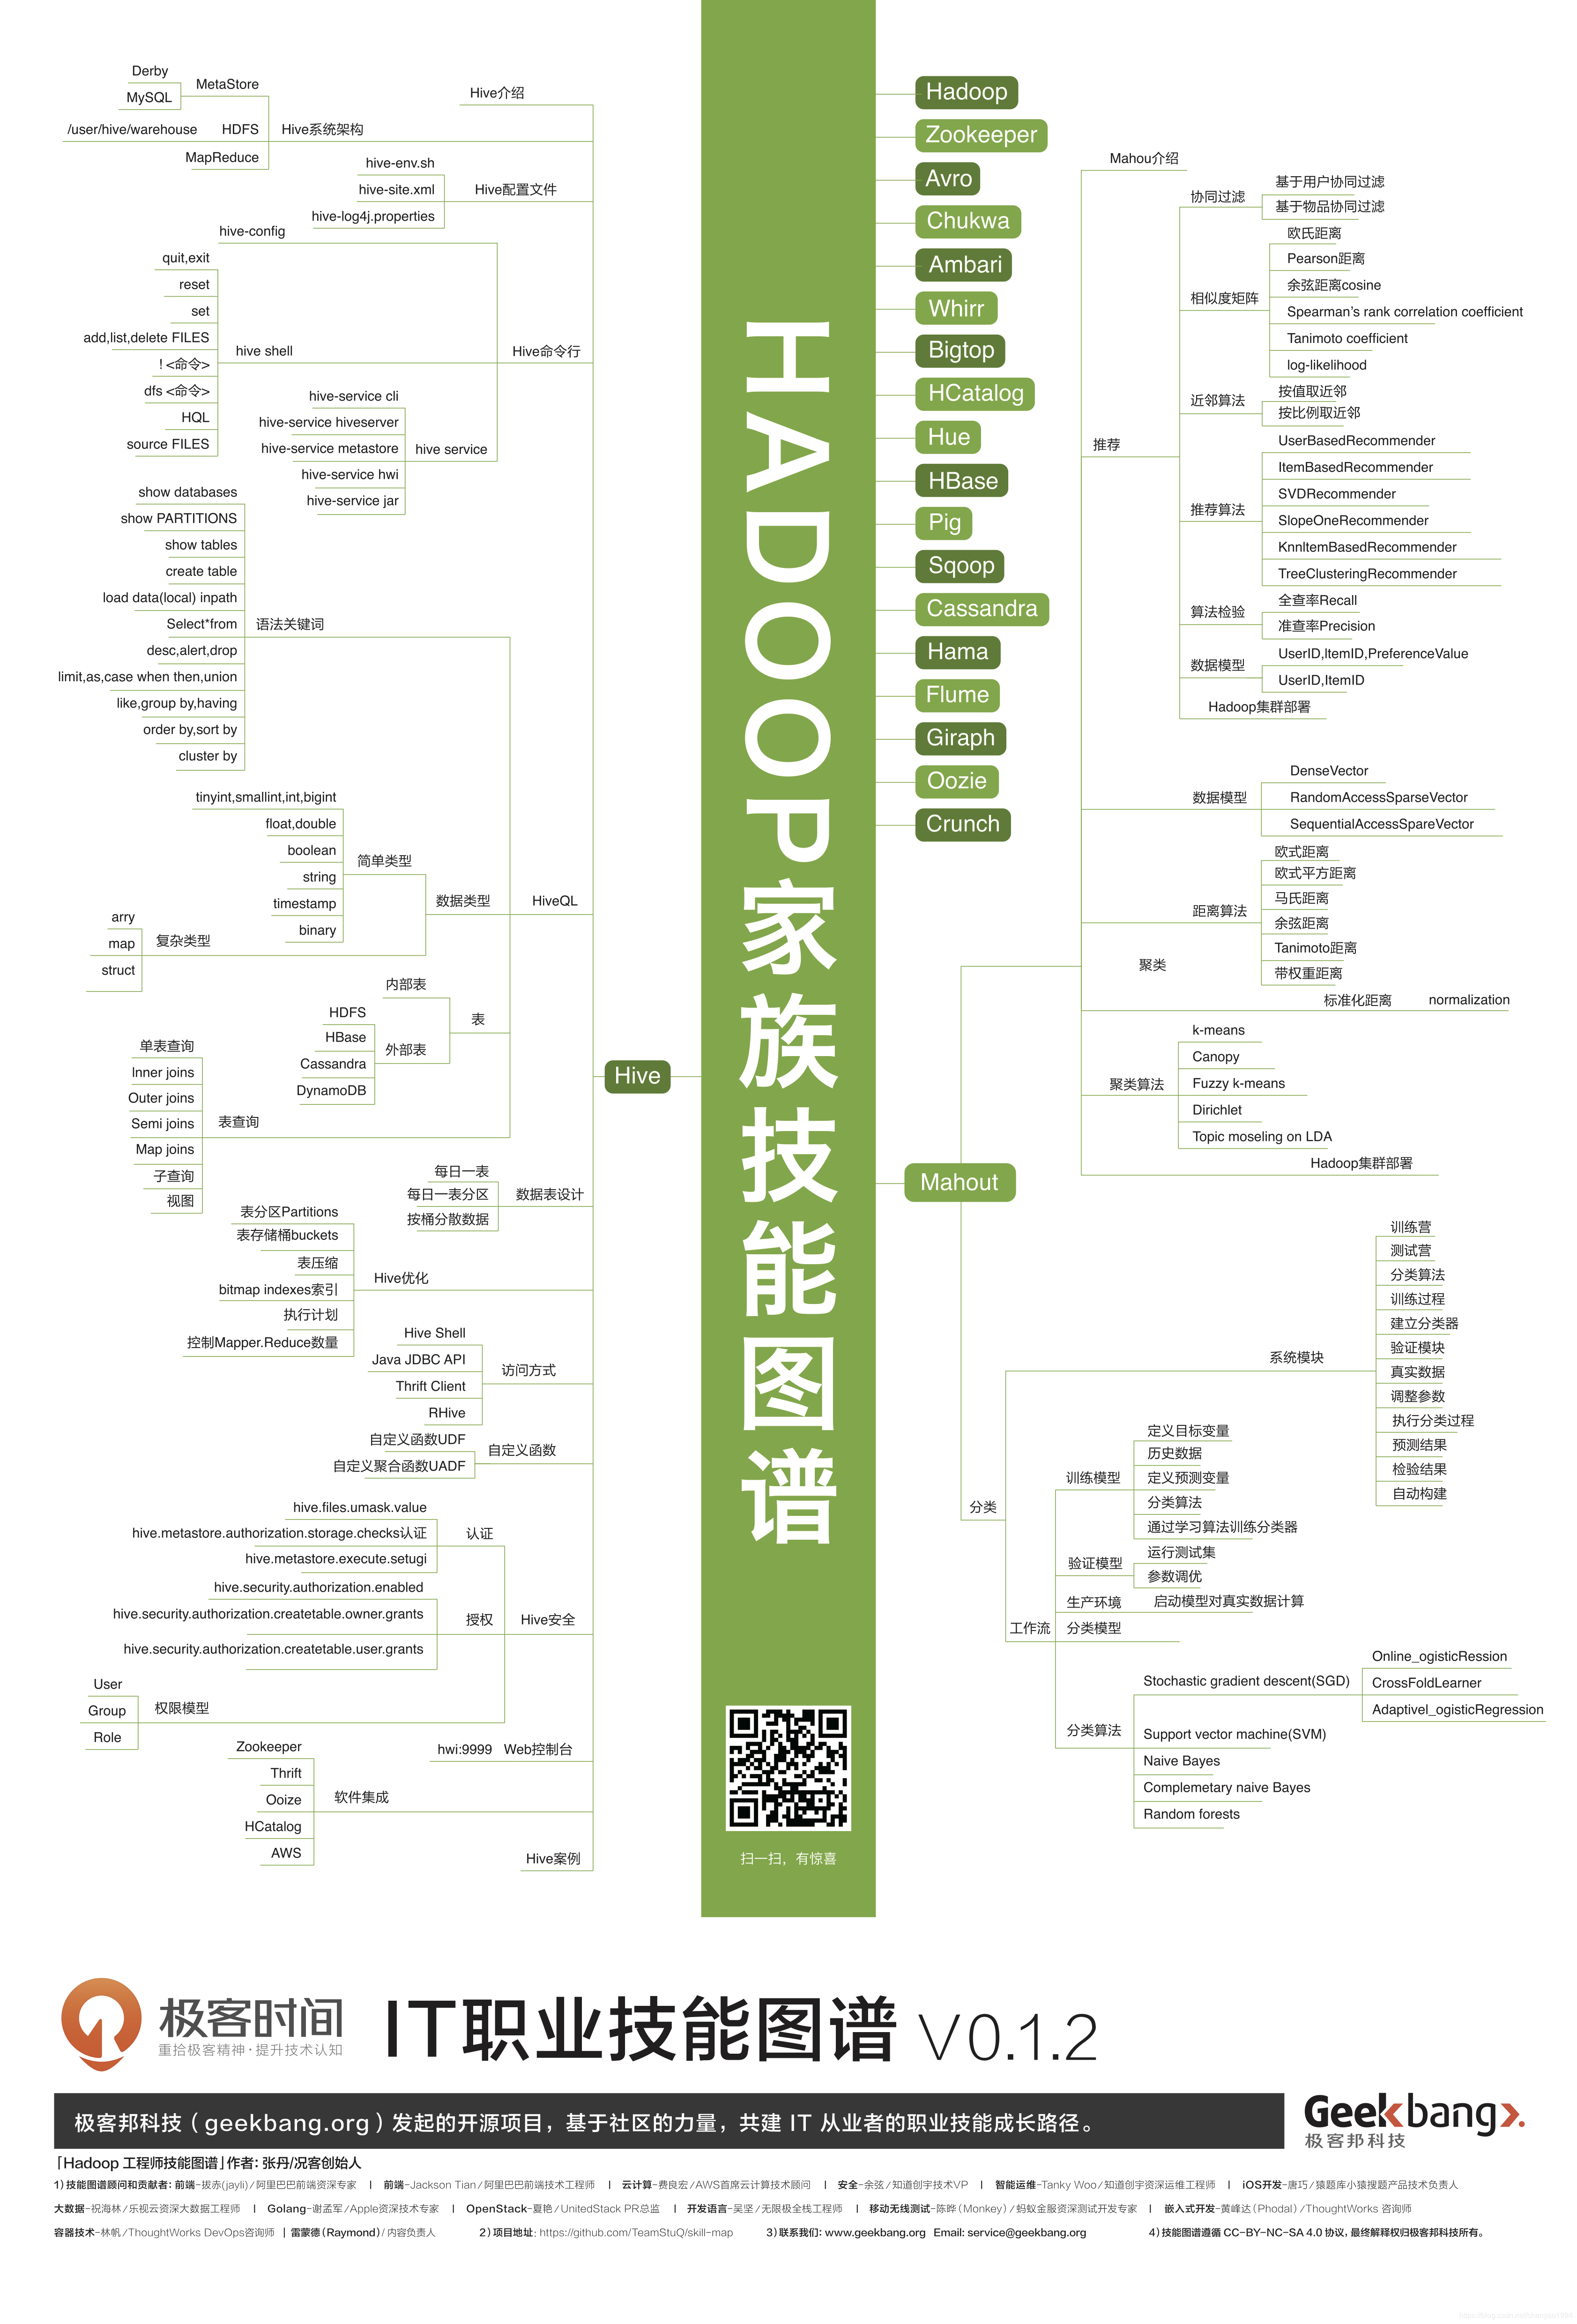 HADOOP家族技能图谱
扫一扫，有惊喜
Hive
Hive介绍
Hive系统架构
MetaStore
Derby
MySQL
HDFS
/user/hive/warehouse
MapReduce
Hive配置文件
hive-env.sh
hive-site.xml
hive-log4j.properties
Hive命令行
hive-config
hive shell
quit,exit
reset
set
add,list,delete FILES
! <命令>
dfs <命令>
HQL
source FILES
hive service
hive-service cli
hive-service hiveserver
hive-service metastore
hive-service hwi
hive-service jar
HiveQL
语法关键词
show databases
show PARTITIONS
show tables
create table
load data(local) inpath
Select*from
desc,alert,drop
limit,as,case when then,union
like,group by,having
order by,sort by
cluster by
数据类型
简单类型
tinyint,smallint,int,bigint
float,double
boolean
string
timestamp
binary
复杂类型
arry
map
struct
表
内部表
外部表
HDFS
HBase
Cassandra
DynamoDB
表查询
单表查询
Inner joins
Outer joins
Semi joins
Map joins
子查询
视图
数据表设计
每日一表
每日一表分区
按桶分散数据
Hive优化
表分区Partitions
表存储桶buckets
表压缩
bitmap indexes索引
执行计划
控制Mapper.Reduce数量
访问方式
Hive Shell
Java JDBC API
Thrift Client
RHive
自定义函数
自定义函数UDF
自定义聚合函数UADF
Hive安全
认证
hive.files.umask.value
hive.metastore.authorization.storage.checks认证
hive.metastore.execute.setugi
授权
hive.security.authorization.enabled
hive.security.authorization.createtable.owner.grants
hive.security.authorization.createtable.user.grants
权限模型
User
Group
Role
hwi:9999 Web控制台
软件集成
Zookeeper
Thrift
Ooize
HCatalog
AWS
Hive案例
Hadoop
Zookeeper
Avro
Chukwa
Ambari
Whirr
Bigtop
HCatalog
Hue
HBase
Pig
Sqoop
Cassandra
Hama
Flume
Giraph
Oozie
Crunch
Mahout
Mahou介绍
推荐
协同过滤
基于用户协同过滤
基于物品协同过滤
相似度矩阵
欧氏距离
Pearson距离
余弦距离cosine
Spearman's rank correlation coefficient
Tanimoto coefficient
log-likelihood
近邻算法
按值取近邻
按比例取近邻
推荐算法
UserBasedRecommender
ItemBasedRecommender
SVDRecommender
SlopeOneRecommender
KnnItemBasedRecommender
TreeClusteringRecommender
算法检验
全查率Recall
准查率Precision
数据模型
UserID,ItemID,PreferenceValue
UserID,ItemID
Hadoop集群部署
聚类
数据模型
DenseVector
RandomAccessSparseVector
SequentialAccessSpareVector
距离算法
欧式距离
欧式平方距离
马氏距离
余弦距离
Tanimoto距离
带权重距离
标准化距离 normalization
聚类算法
k-means
Canopy
Fuzzy k-means
Dirichlet
Topic moseling on LDA
Hadoop集群部署
分类
系统模块
训练营
测试营
分类算法
训练过程
建立分类器
验证模块
真实数据
调整参数
执行分类过程
预测结果
检验结果
自动构建
工作流
训练模型
定义目标变量
历史数据
定义预测变量
分类算法
通过学习算法训练分类器
验证模型
运行测试集
参数调优
生产环境 启动模型对真实数据计算
分类模型
分类算法
Stochastic gradient descent(SGD)
Online_ogisticRession
CrossFoldLearner
Adaptivel_ogisticRegression
Support vector machine(SVM)
Naive Bayes
Complemetary naive Bayes
Random forests
极客时间
重拾极客精神·提升技术认知
IT职业技能图谱 V0.1.2
极客邦科技（geekbang.org）发起的开源项目，基于社区的力量，共建 IT 从业者的职业技能成长路径。
Geekbang>.
极客邦科技
「Hadoop 工程师技能图谱」作者：张丹/况客创始人
1）技能图谱顾问和贡献者：前端-拔赤(jayli)/阿里巴巴前端资深专家 | 前端-Jackson Tian/阿里巴巴前端技术工程师 | 云计算-费良宏/AWS首席云计算技术顾问 | 安全-余弦/知道创宇技术VP | 智能运维-Tanky Woo/知道创宇资深运维工程师 | iOS开发-唐巧/猿题库小猿搜题产品技术负责人
大数据-祝海林/乐视云资深大数据工程师 | Golang-谢孟军/Apple资深技术专家 | OpenStack-夏艳/UnitedStack PR总监 | 开发语言-吴坚/无限极全栈工程师 | 移动无线测试-陈晔（Monkey）/蚂蚁金服资深测试开发专家 | 嵌入式开发-黄峰达（Phodal）/ThoughtWorks 咨询师
容器技术-林帆/ThoughtWorks DevOps咨询师 | 雷蒙德（Raymond）/内容负责人 2）项目地址: https://github.com/TeamStuQ/skill-map 3）联系我们: www.geekbang.org Email: service@geekbang.org 4）技能图谱遵循 CC-BY-NC-SA 4.0 协议，最终解释权归极客邦科技所有。